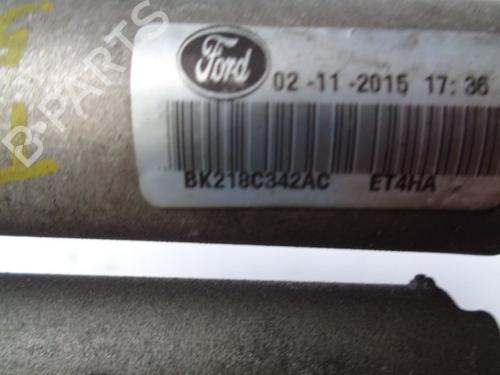 Ford
02 -11 -2015 17:36
BK218C342AC ET4HA
B-PARTS